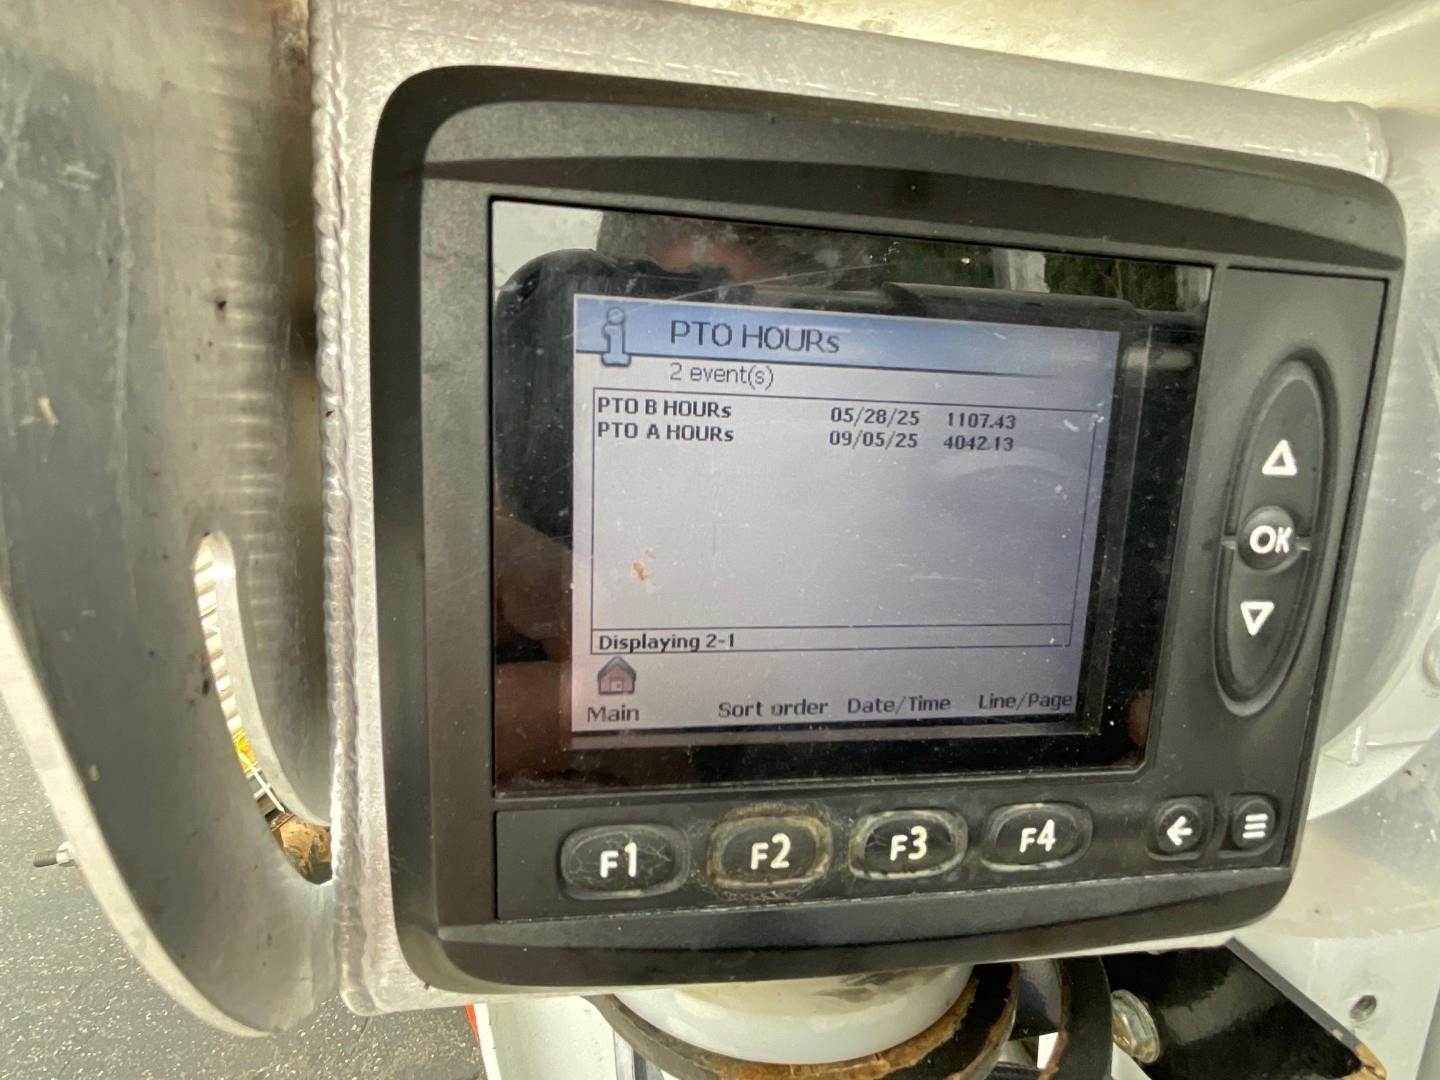 PTO HOURs
2 event(s)
PTO B HOURs 05/28/25 1107.43
PTO A HOURs 09/05/25 4042.13
Displaying 2-1
Main Sort order Date/Time Line/Page
OK
F1 F2 F3 F4